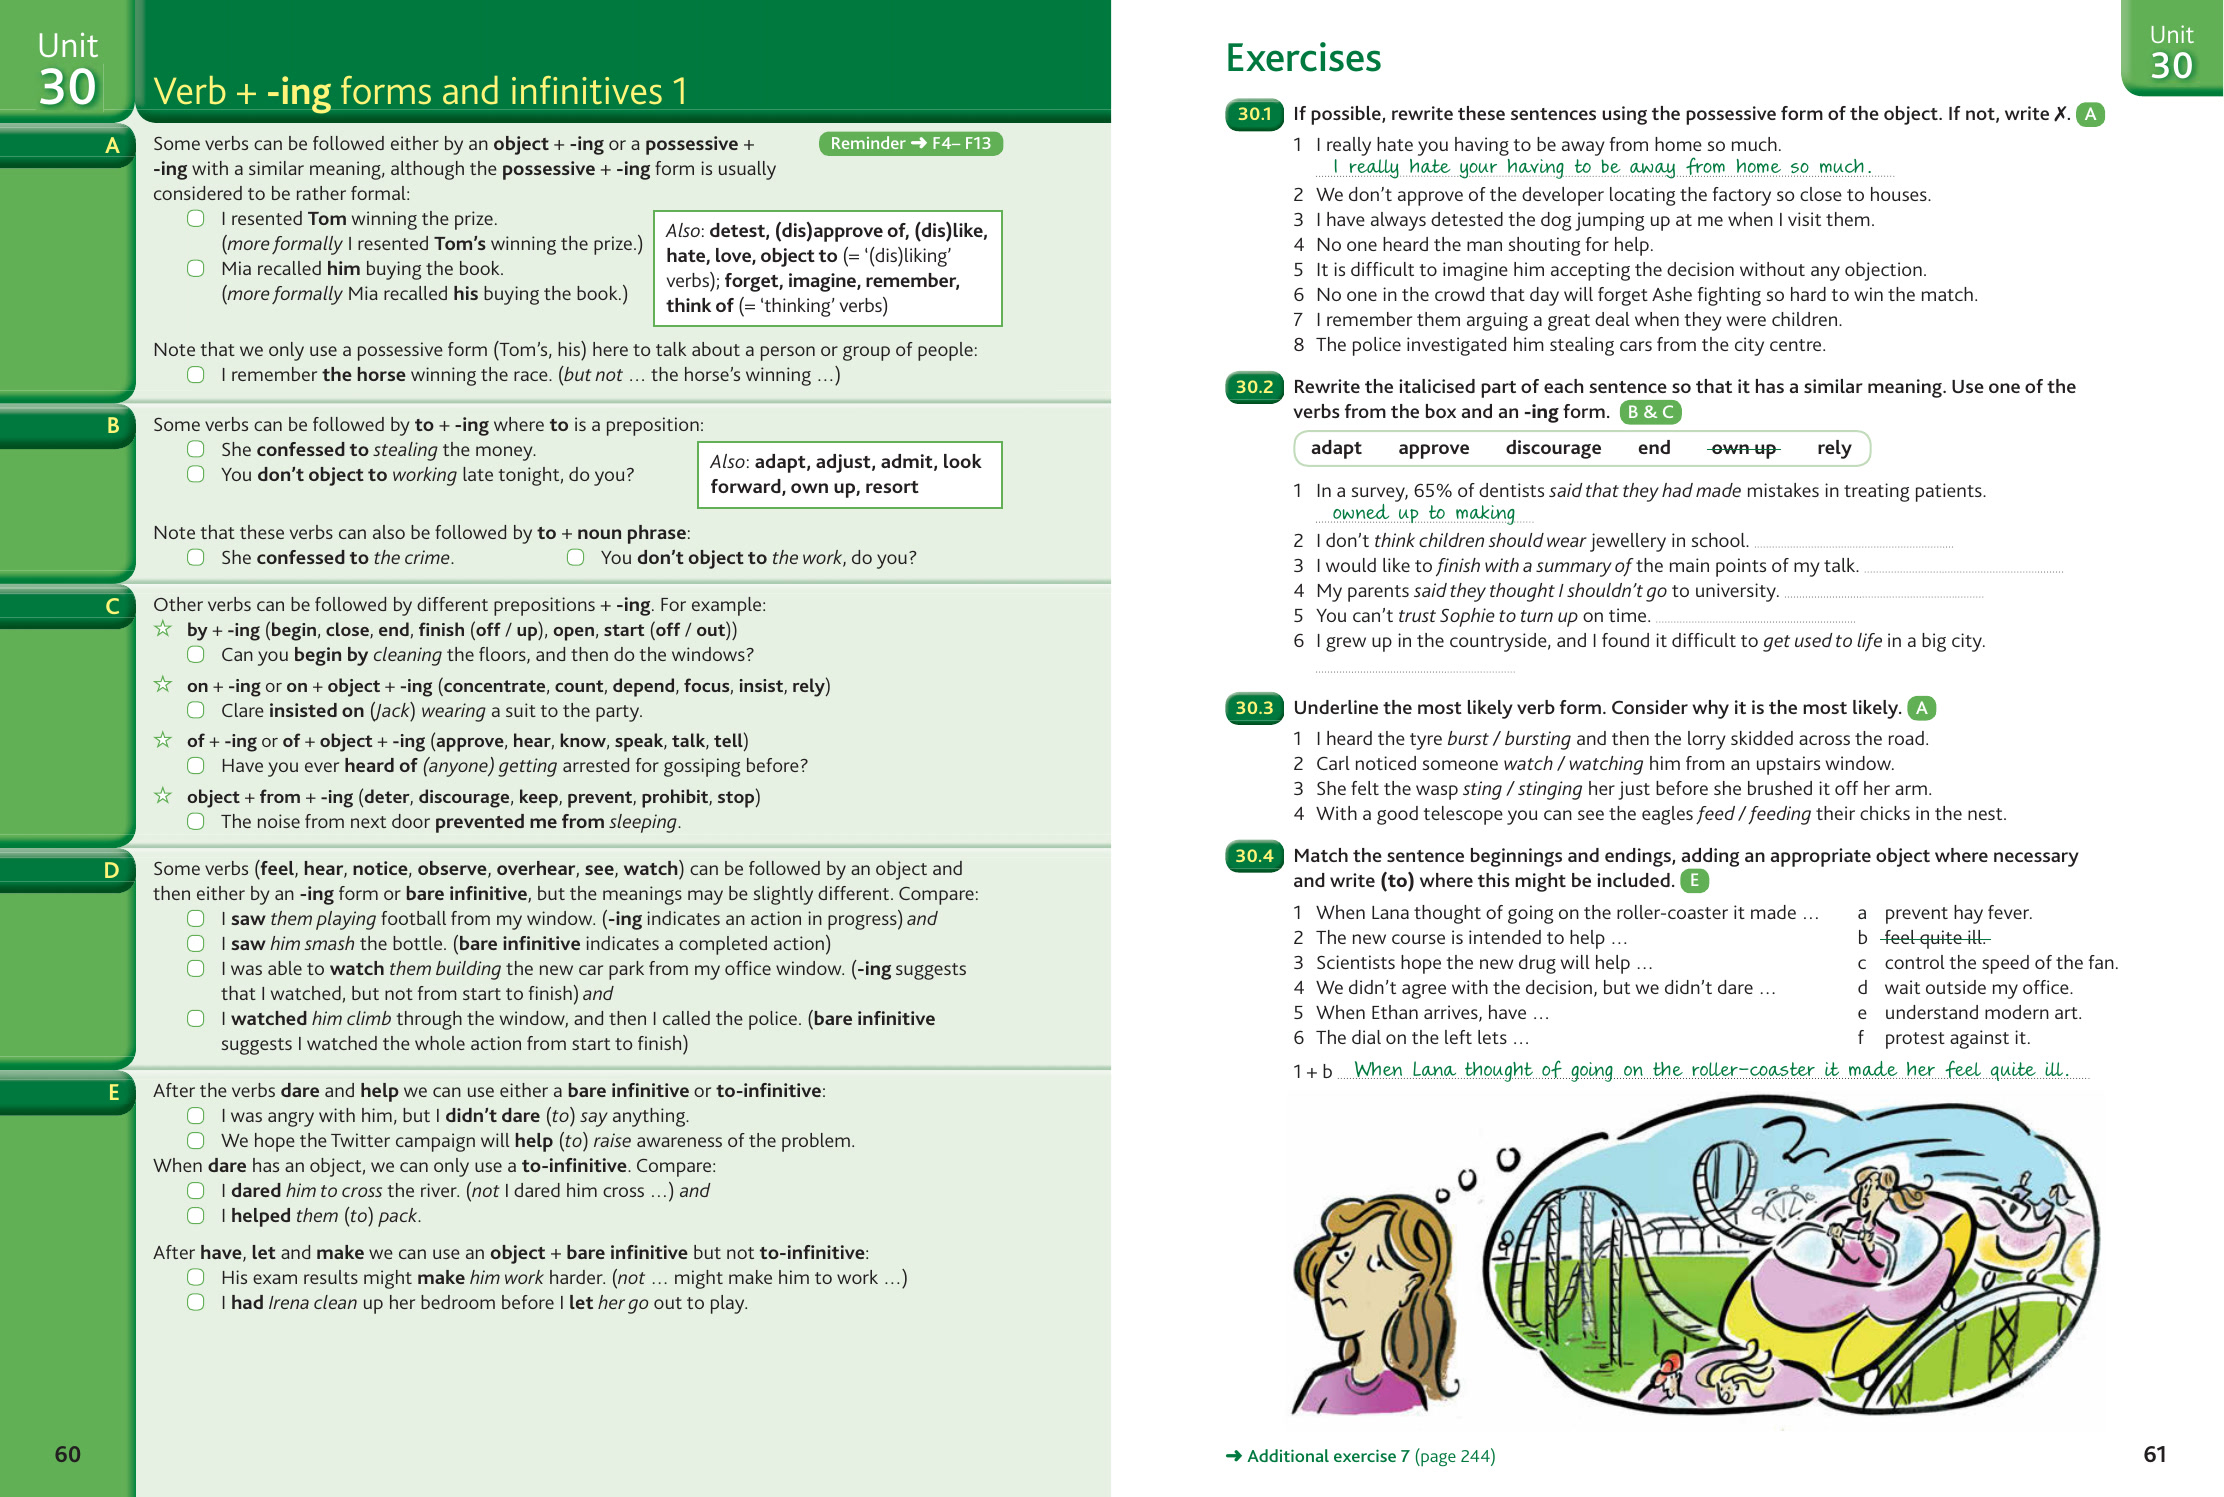 Unit
30
Verb + -ing forms and infinitives 1
A
Some verbs can be followed either by an object + -ing or a possessive +
Reminder ➜ F4– F13
-ing with a similar meaning, although the possessive + -ing form is usually
considered to be rather formal:
I resented Tom winning the prize.
(more formally I resented Tom’s winning the prize.)
Mia recalled him buying the book.
(more formally Mia recalled his buying the book.)
Also: detest, (dis)approve of, (dis)like,
hate, love, object to (= ‘(dis)liking’
verbs); forget, imagine, remember,
think of (= ‘thinking’ verbs)
Note that we only use a possessive form (Tom’s, his) here to talk about a person or group of people:
I remember the horse winning the race. (but not … the horse’s winning …)
B
Some verbs can be followed by to + -ing where to is a preposition:
She confessed to stealing the money.
You don’t object to working late tonight, do you?
Also: adapt, adjust, admit, look
forward, own up, resort
Note that these verbs can also be followed by to + noun phrase:
She confessed to the crime. You don’t object to the work, do you?
C
Other verbs can be followed by different prepositions + -ing. For example:
☆ by + -ing (begin, close, end, finish (off / up), open, start (off / out))
Can you begin by cleaning the floors, and then do the windows?
☆ on + -ing or on + object + -ing (concentrate, count, depend, focus, insist, rely)
Clare insisted on (Jack) wearing a suit to the party.
☆ of + -ing or of + object + -ing (approve, hear, know, speak, talk, tell)
Have you ever heard of (anyone) getting arrested for gossiping before?
☆ object + from + -ing (deter, discourage, keep, prevent, prohibit, stop)
The noise from next door prevented me from sleeping.
D
Some verbs (feel, hear, notice, observe, overhear, see, watch) can be followed by an object and
then either by an -ing form or bare infinitive, but the meanings may be slightly different. Compare:
I saw them playing football from my window. (-ing indicates an action in progress) and
I saw him smash the bottle. (bare infinitive indicates a completed action)
I was able to watch them building the new car park from my office window. (-ing suggests
that I watched, but not from start to finish) and
I watched him climb through the window, and then I called the police. (bare infinitive
suggests I watched the whole action from start to finish)
E
After the verbs dare and help we can use either a bare infinitive or to-infinitive:
I was angry with him, but I didn’t dare (to) say anything.
We hope the Twitter campaign will help (to) raise awareness of the problem.
When dare has an object, we can only use a to-infinitive. Compare:
I dared him to cross the river. (not I dared him cross …) and
I helped them (to) pack.
After have, let and make we can use an object + bare infinitive but not to-infinitive:
His exam results might make him work harder. (not … might make him to work …)
I had Irena clean up her bedroom before I let her go out to play.
60
Exercises
Unit
30
30.1 If possible, rewrite these sentences using the possessive form of the object. If not, write ✗. A
1 I really hate you having to be away from home so much.
I really hate your having to be away from home so much.
2 We don’t approve of the developer locating the factory so close to houses.
3 I have always detested the dog jumping up at me when I visit them.
4 No one heard the man shouting for help.
5 It is difficult to imagine him accepting the decision without any objection.
6 No one in the crowd that day will forget Ashe fighting so hard to win the match.
7 I remember them arguing a great deal when they were children.
8 The police investigated him stealing cars from the city centre.
30.2 Rewrite the italicised part of each sentence so that it has a similar meaning. Use one of the
verbs from the box and an -ing form. B & C
adapt approve discourage end own up rely
1 In a survey, 65% of dentists said that they had made mistakes in treating patients.
owned up to making
2 I don’t think children should wear jewellery in school.
3 I would like to finish with a summary of the main points of my talk.
4 My parents said they thought I shouldn’t go to university.
5 You can’t trust Sophie to turn up on time.
6 I grew up in the countryside, and I found it difficult to get used to life in a big city.
30.3 Underline the most likely verb form. Consider why it is the most likely. A
1 I heard the tyre burst / bursting and then the lorry skidded across the road.
2 Carl noticed someone watch / watching him from an upstairs window.
3 She felt the wasp sting / stinging her just before she brushed it off her arm.
4 With a good telescope you can see the eagles feed / feeding their chicks in the nest.
30.4 Match the sentence beginnings and endings, adding an appropriate object where necessary
and write (to) where this might be included. E
1 When Lana thought of going on the roller-coaster it made … a prevent hay fever.
2 The new course is intended to help … b feel quite ill.
3 Scientists hope the new drug will help … c control the speed of the fan.
4 We didn’t agree with the decision, but we didn’t dare … d wait outside my office.
5 When Ethan arrives, have … e understand modern art.
6 The dial on the left lets … f protest against it.
1 + b When Lana thought of going on the roller-coaster it made her feel quite ill.
➜ Additional exercise 7 (page 244)
61